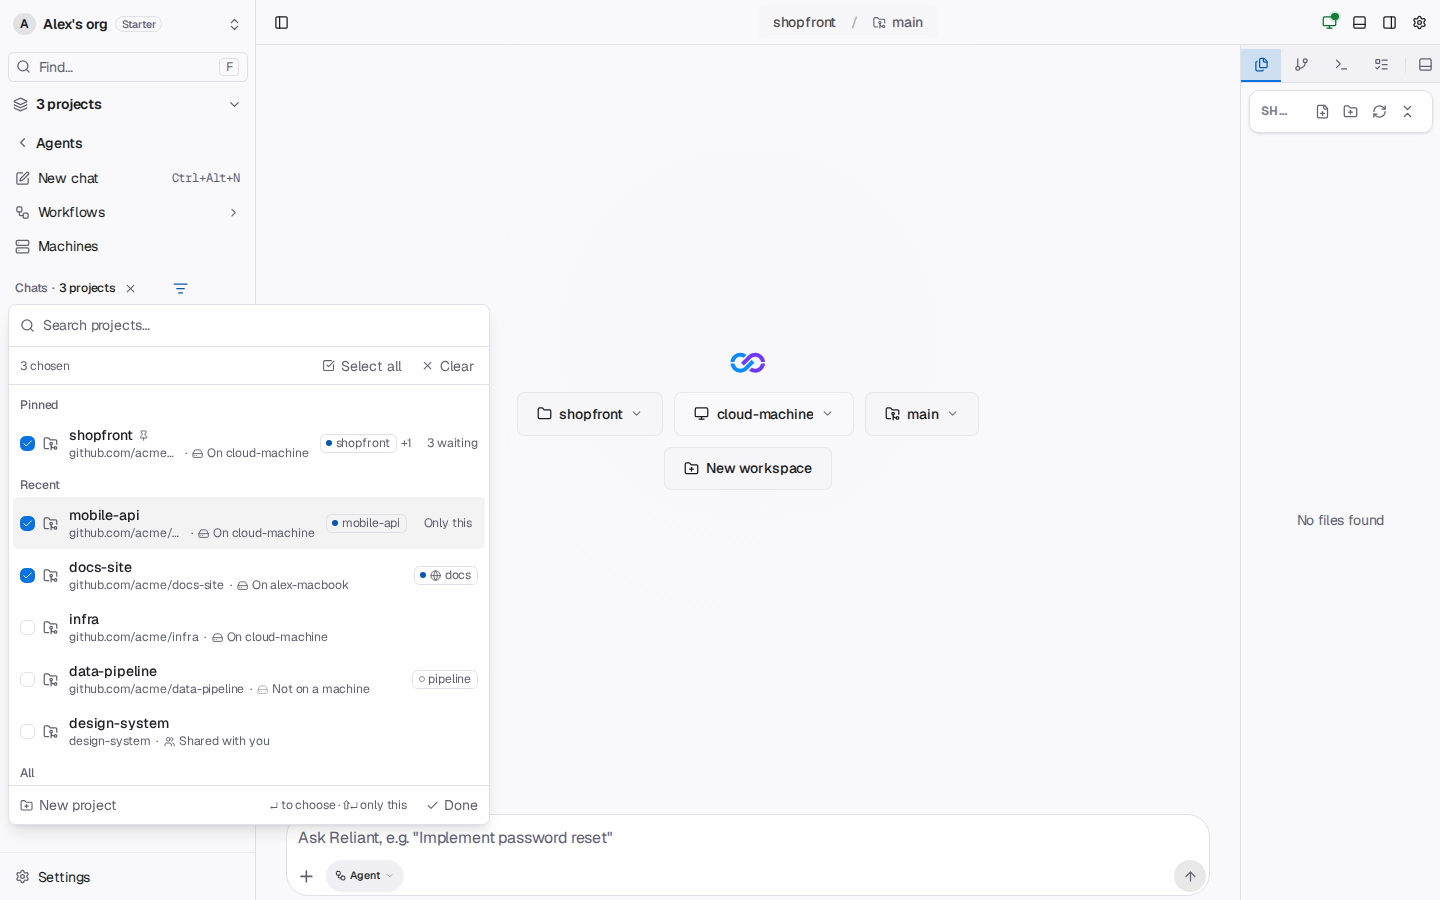 A Alex's org Starter
Find... F
3 projects
Agents
New chat Ctrl+Alt+N
Workflows
Machines
Chats · 3 projects
Search projects...
3 chosen Select all Clear
Pinned
shopfront
github.com/acme... · On cloud-machine shopfront +1 3 waiting
Recent
mobile-api
github.com/acme/... · On cloud-machine mobile-api Only this
docs-site
github.com/acme/docs-site · On alex-macbook docs
infra
github.com/acme/infra · On cloud-machine
data-pipeline
github.com/acme/data-pipeline · Not on a machine pipeline
design-system
design-system · Shared with you
All
New project ↵ to choose · ⇧↵ only this Done
Settings
shopfront / main
shopfront cloud-machine main
New workspace
Ask Reliant, e.g. "Implement password reset"
Agent
SH...
No files found